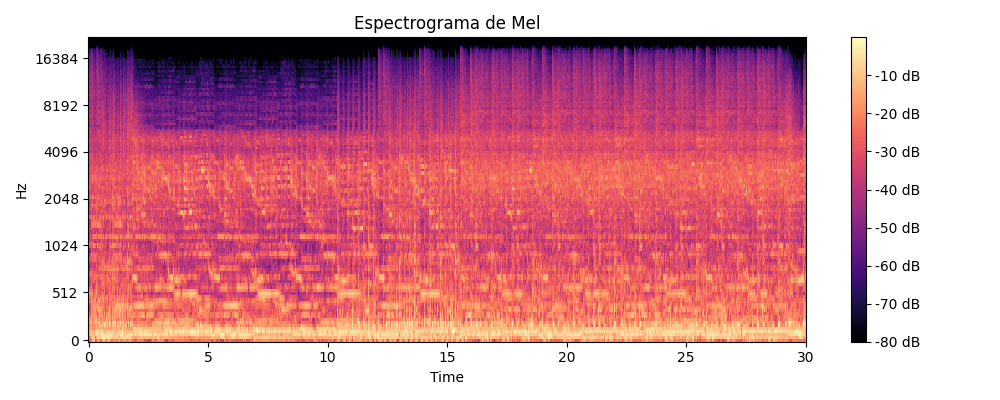 Espectrograma de Mel
Hz
16384
8192
4096
2048
1024
512
0
0 5 10 15 20 25 30
Time
-10 dB
-20 dB
-30 dB
-40 dB
-50 dB
-60 dB
-70 dB
-80 dB